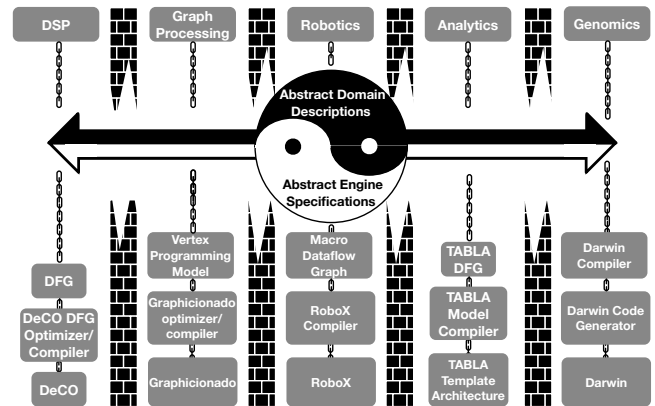 DSP
Graph
Processing
Robotics
Analytics
Genomics
Abstract Domain
Descriptions
Abstract Engine
Specifications
DFG
DeCO DFG
Optimizer/
Compiler
DeCO
Vertex
Programming
Model
Graphicionado
optimizer/
compiler
Graphicionado
Macro
Dataflow
Graph
RoboX
Compiler
RoboX
TABLA
DFG
TABLA
Model
Compiler
TABLA
Template
Architecture
Darwin
Compiler
Darwin Code
Generator
Darwin